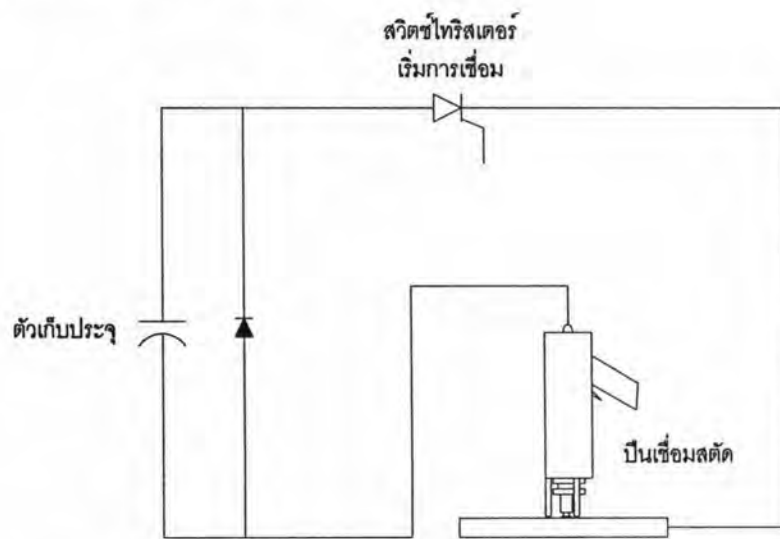 สวิตช์ไทริสเตอร์
เริ่มการเชื่อม
ตัวเก็บประจุ
ปืนเชื่อมสตัด